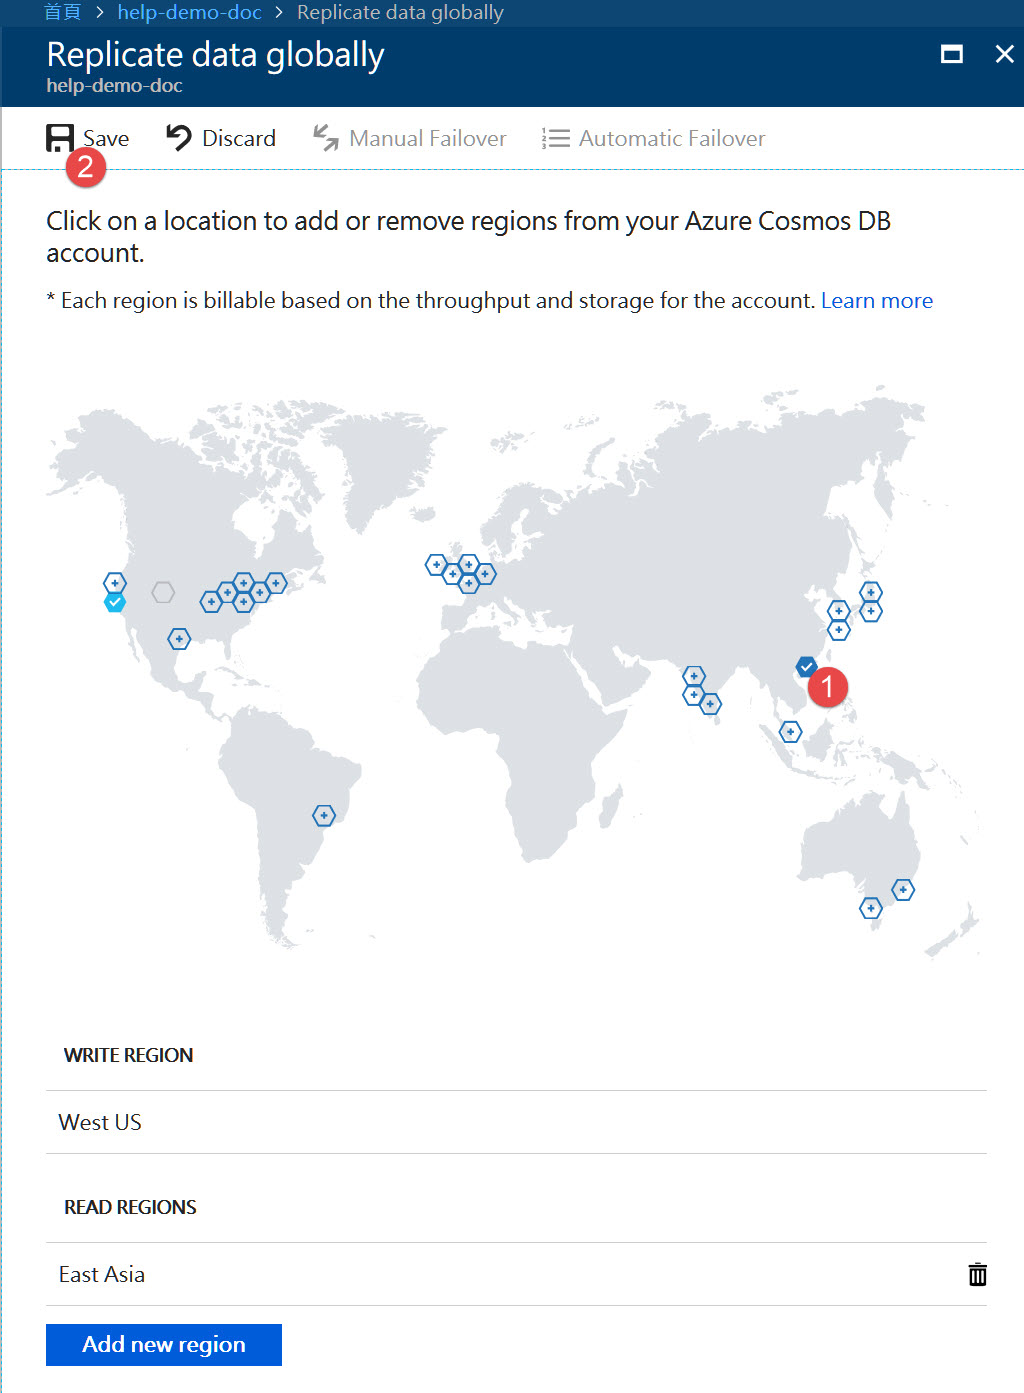 首頁 > help-demo-doc > Replicate data globally
Replicate data globally
help-demo-doc
Save Discard Manual Failover Automatic Failover
2
Click on a location to add or remove regions from your Azure Cosmos DB
account.
* Each region is billable based on the throughput and storage for the account. Learn more
1
WRITE REGION
West US
READ REGIONS
East Asia
Add new region